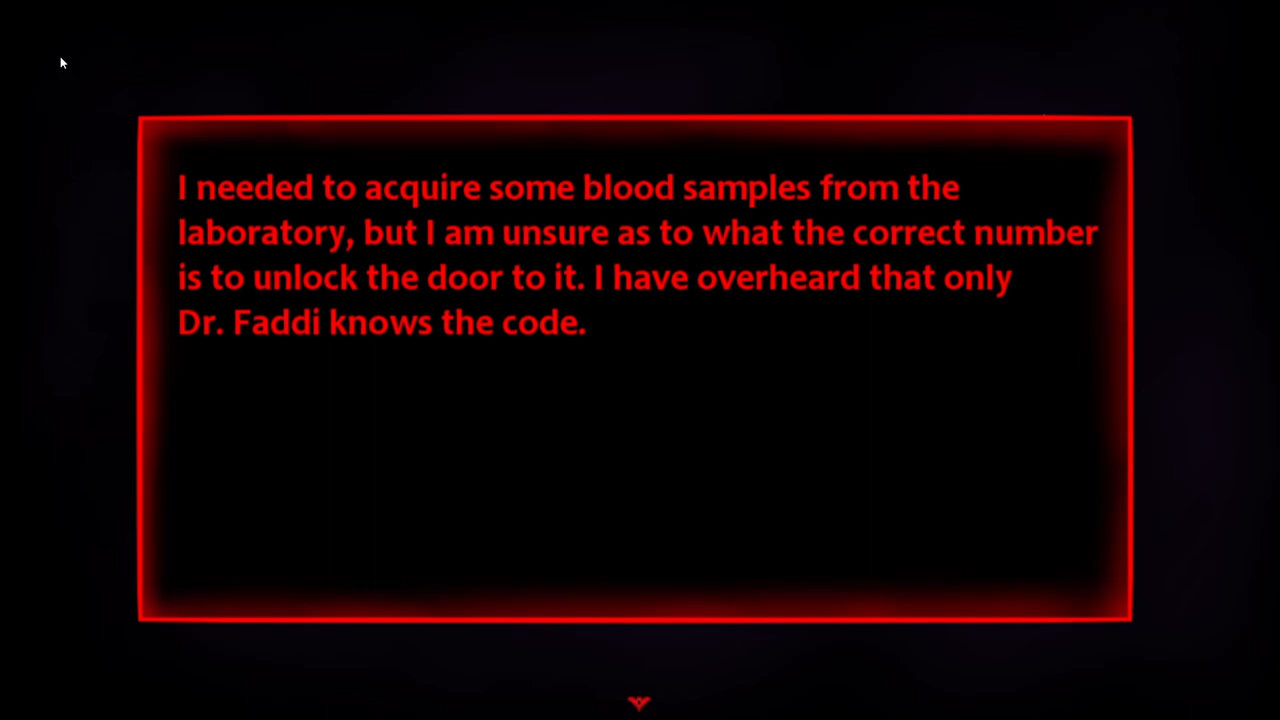 I needed to acquire some blood samples from the
laboratory, but I am unsure as to what the correct number
is to unlock the door to it. I have overheard that only
Dr. Faddi knows the code.